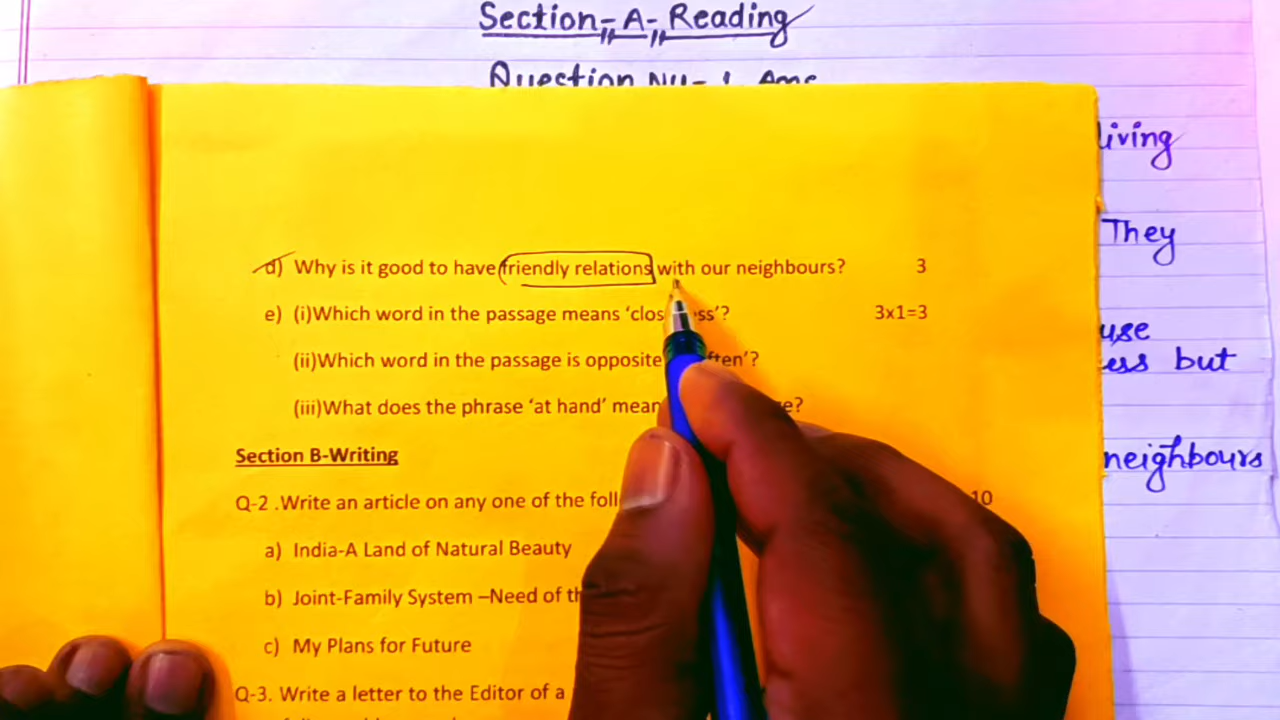 Section-A-Reading
Question No-1 Ans
living
They
d) Why is it good to have friendly relations with our neighbours? 3
e) (i)Which word in the passage means ‘clos ss’? 3x1=3
use
(ii)Which word in the passage is opposite ften’?
ess but
(iii)What does the phrase ‘at hand’ mean e?
Section B-Writing
neighbours
Q-2 .Write an article on any one of the foll 10
a) India-A Land of Natural Beauty
b) Joint-Family System –Need of th
c) My Plans for Future
Q-3. Write a letter to the Editor of a